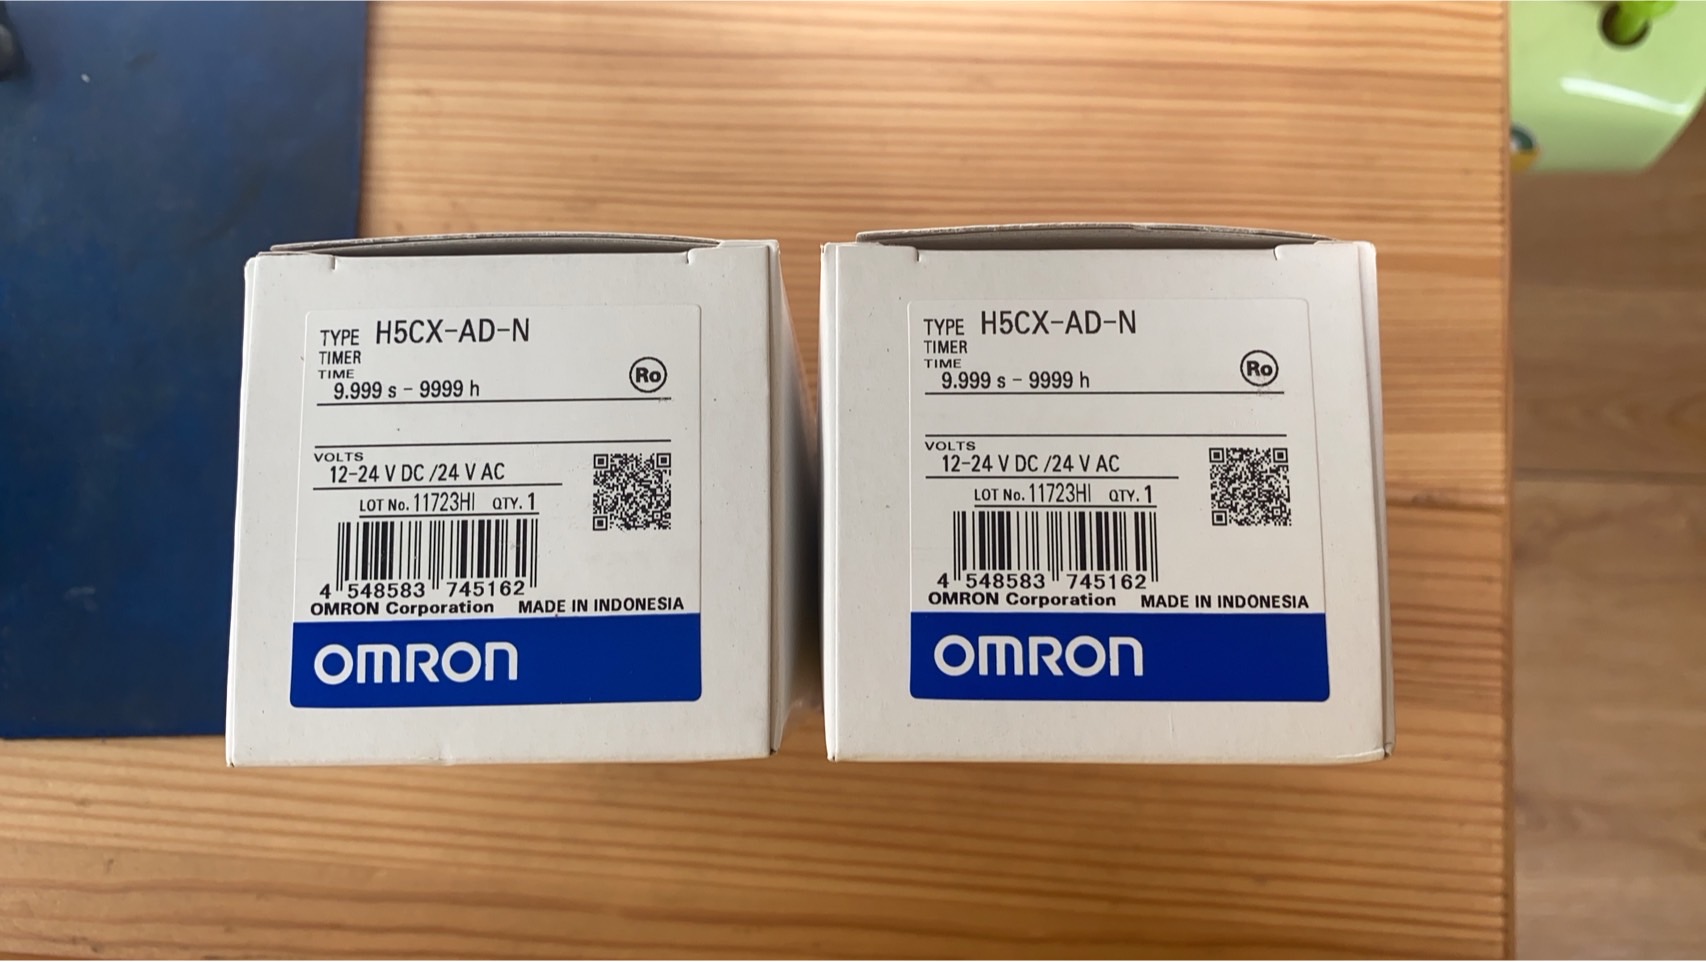 TYPE H5CX-AD-N
TIMER
TIME
9.999 s - 9999 h
Ro
VOLTS
12-24 V DC /24 V AC
LOT No. 11723HI QTY. 1
4 548583 745162
OMRON Corporation MADE IN INDONESIA
OMRON
TYPE H5CX-AD-N
TIMER
TIME
9.999 s - 9999 h
Ro
VOLTS
12-24 V DC /24 V AC
LOT No. 11723HI QTY. 1
4 548583 745162
OMRON Corporation MADE IN INDONESIA
OMRON